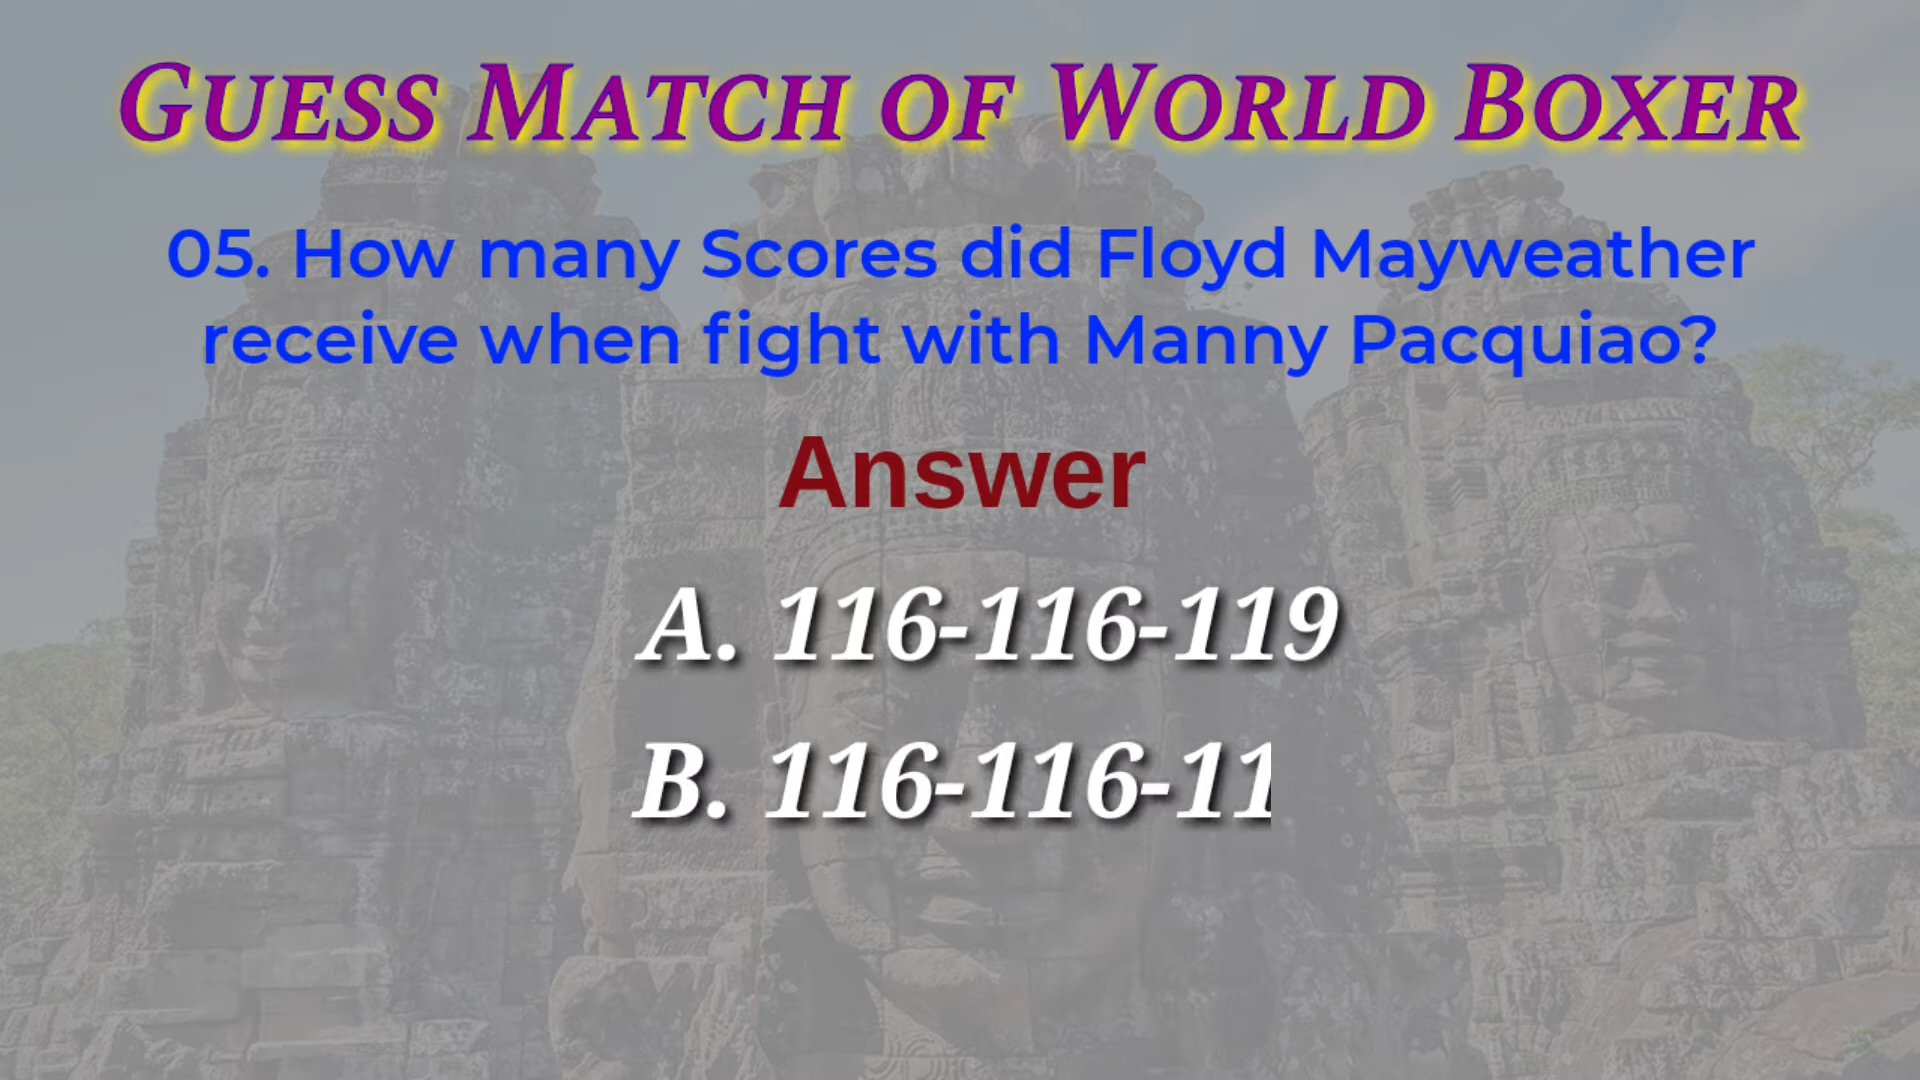 Guess Match of World Boxer
05. How many Scores did Floyd Mayweather
receive when fight with Manny Pacquiao?
Answer
A. 116-116-119
B. 116-116-11